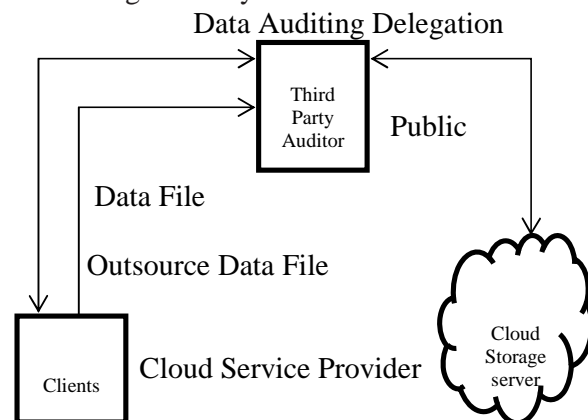 Data Auditing Delegation
Third
Party
Auditor
Public
Data File
Outsource Data File
Cloud
Storage
server
Cloud Service Provider
Clients